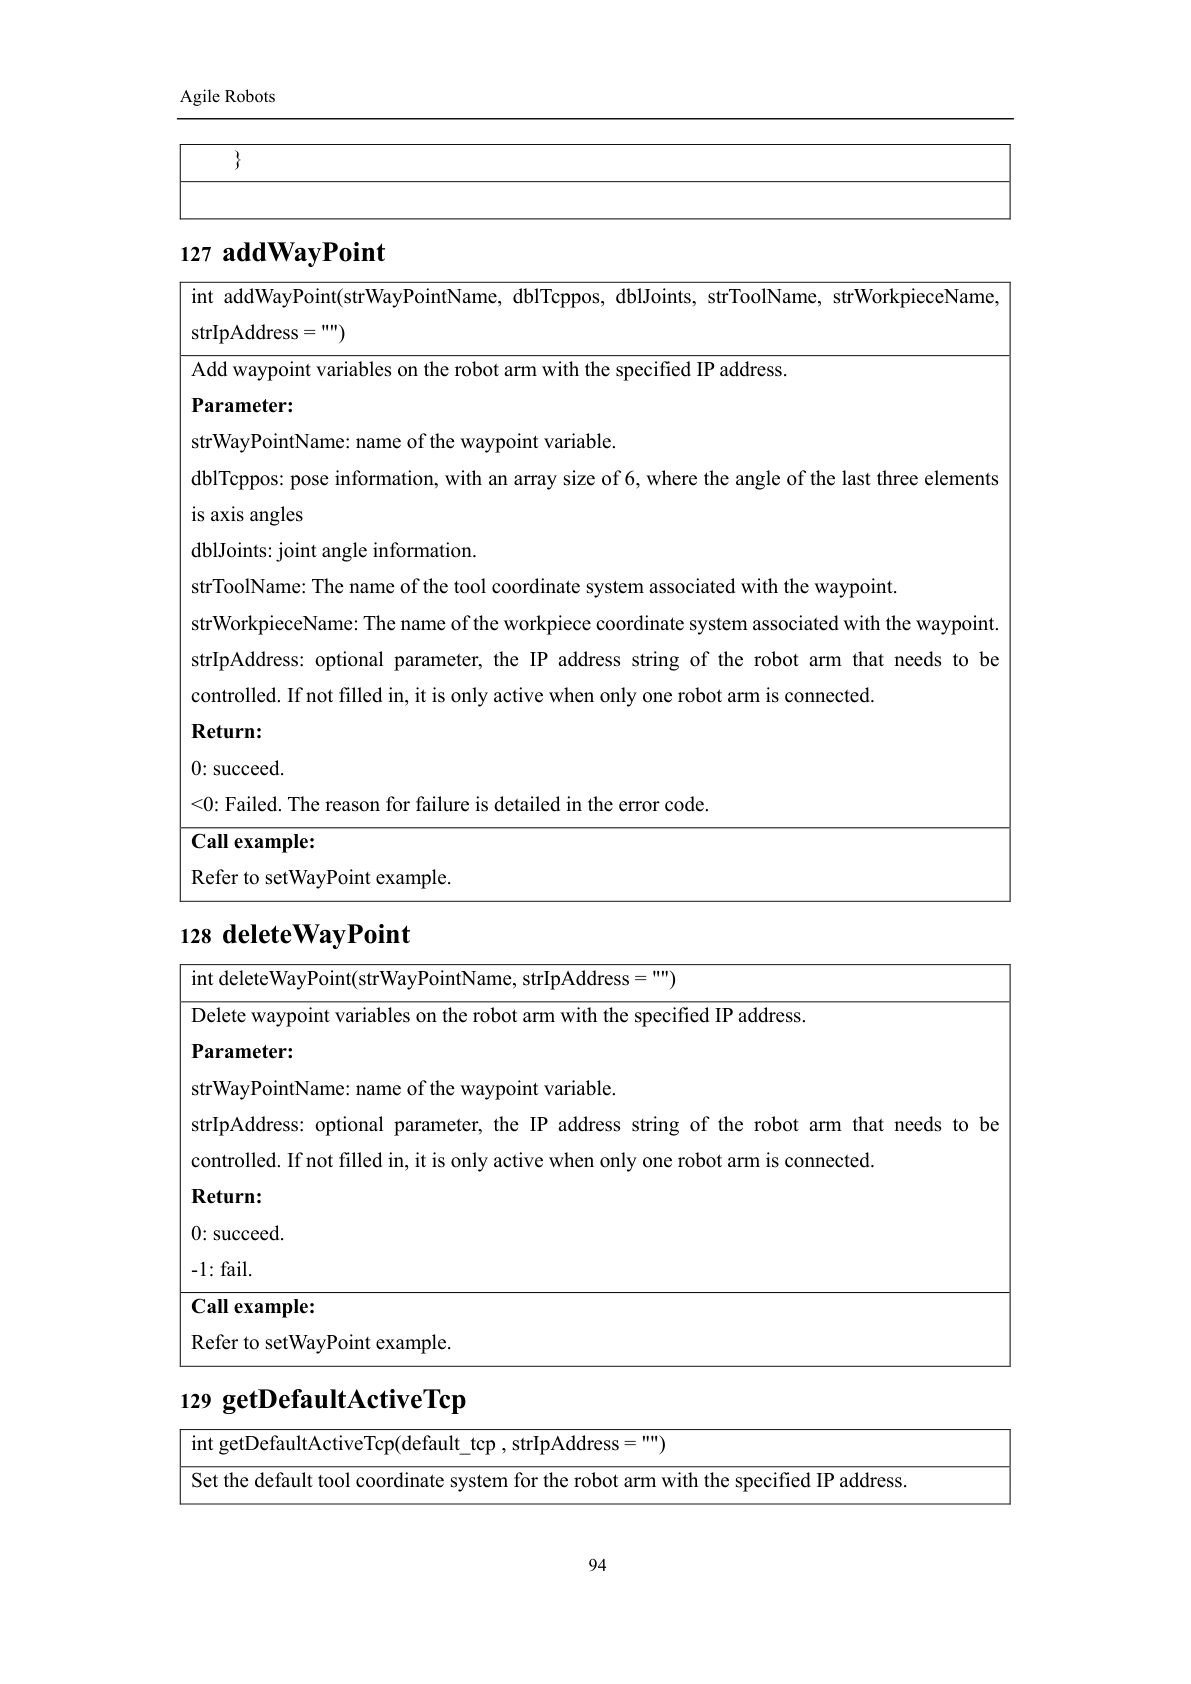 Agile Robots
}
127 addWayPoint
int addWayPoint(strWayPointName, dblTcppos, dblJoints, strToolName, strWorkpieceName,
strIpAddress = "")
Add waypoint variables on the robot arm with the specified IP address.
Parameter:
strWayPointName: name of the waypoint variable.
dblTcppos: pose information, with an array size of 6, where the angle of the last three elements
is axis angles
dblJoints: joint angle information.
strToolName: The name of the tool coordinate system associated with the waypoint.
strWorkpieceName: The name of the workpiece coordinate system associated with the waypoint.
strIpAddress: optional parameter, the IP address string of the robot arm that needs to be
controlled. If not filled in, it is only active when only one robot arm is connected.
Return:
0: succeed.
<0: Failed. The reason for failure is detailed in the error code.
Call example:
Refer to setWayPoint example.
128 deleteWayPoint
int deleteWayPoint(strWayPointName, strIpAddress = "")
Delete waypoint variables on the robot arm with the specified IP address.
Parameter:
strWayPointName: name of the waypoint variable.
strIpAddress: optional parameter, the IP address string of the robot arm that needs to be
controlled. If not filled in, it is only active when only one robot arm is connected.
Return:
0: succeed.
-1: fail.
Call example:
Refer to setWayPoint example.
129 getDefaultActiveTcp
int getDefaultActiveTcp(default_tcp , strIpAddress = "")
Set the default tool coordinate system for the robot arm with the specified IP address.
94